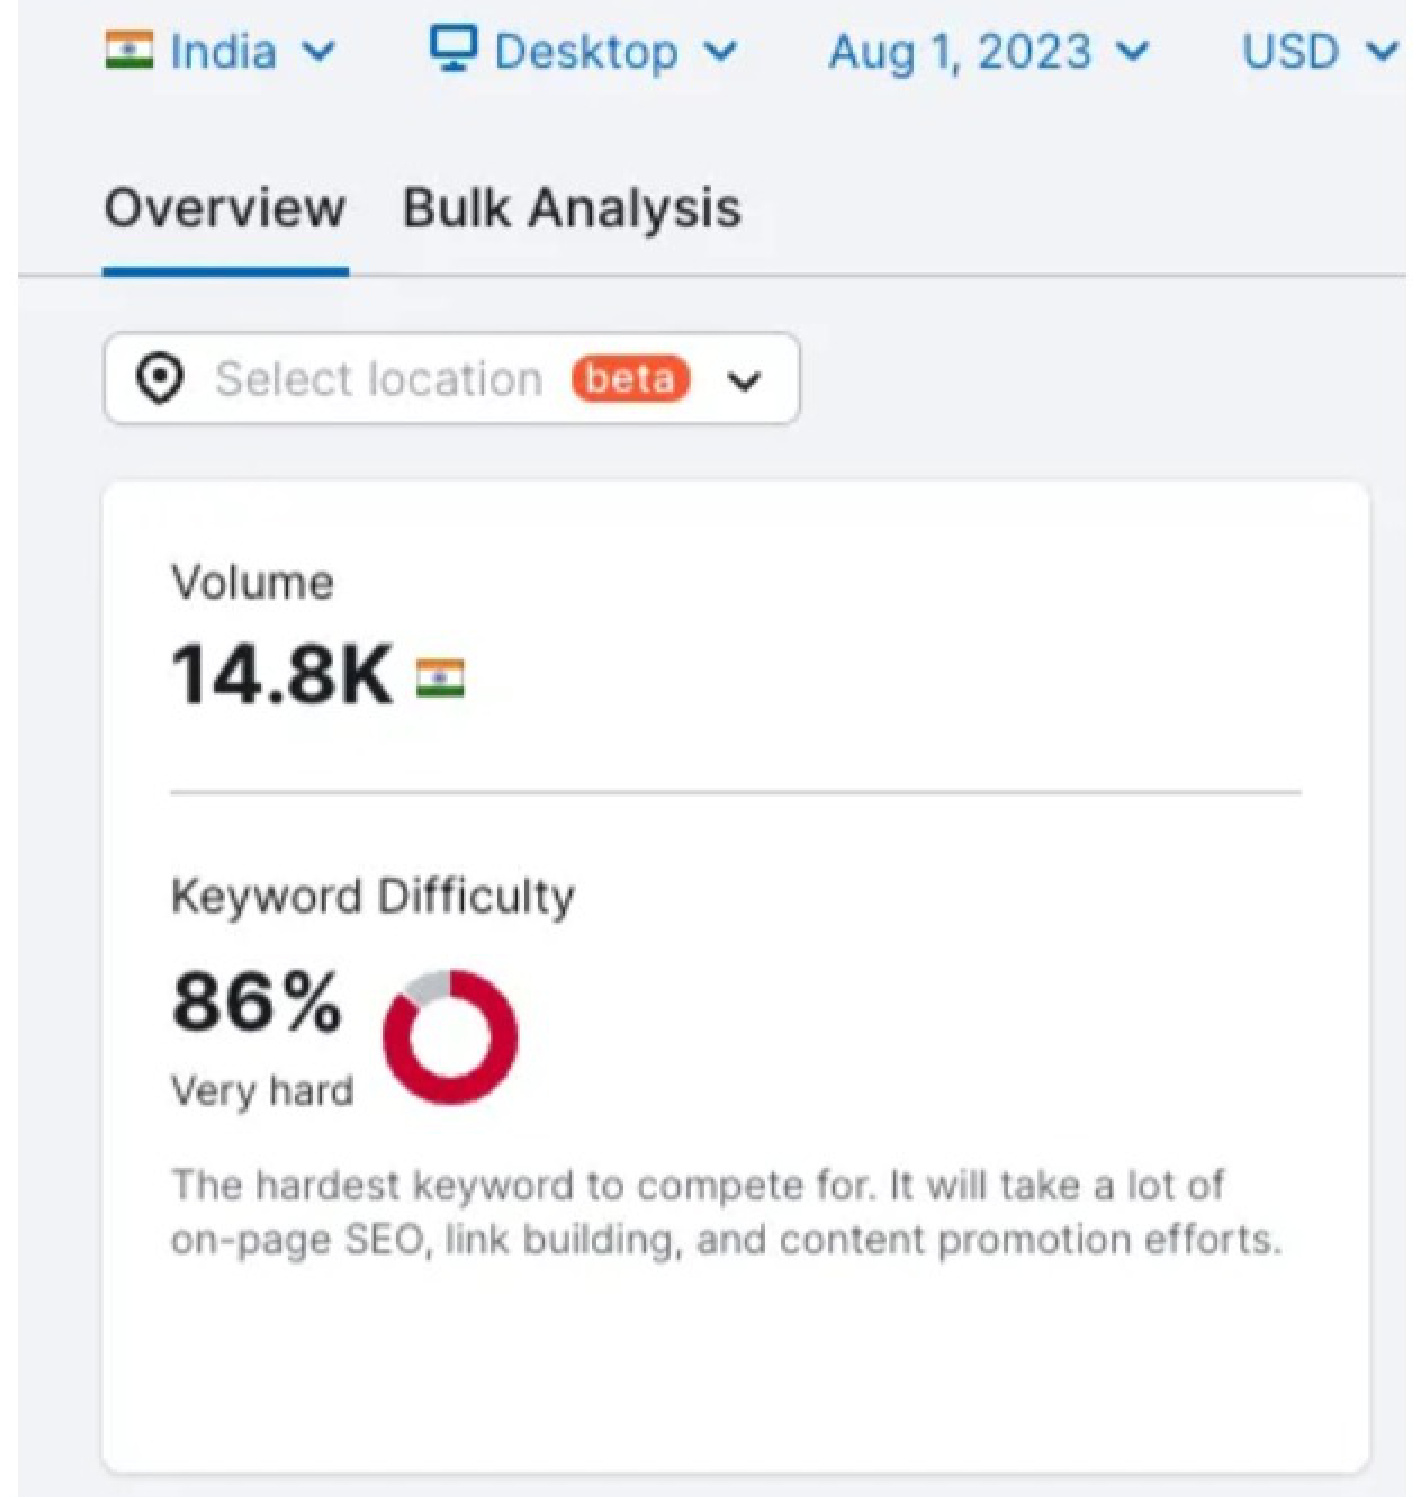 India Desktop Aug 1, 2023 USD
Overview Bulk Analysis
Select location beta
Volume
14.8K
Keyword Difficulty
86%
Very hard
The hardest keyword to compete for. It will take a lot of
on-page SEO, link building, and content promotion efforts.